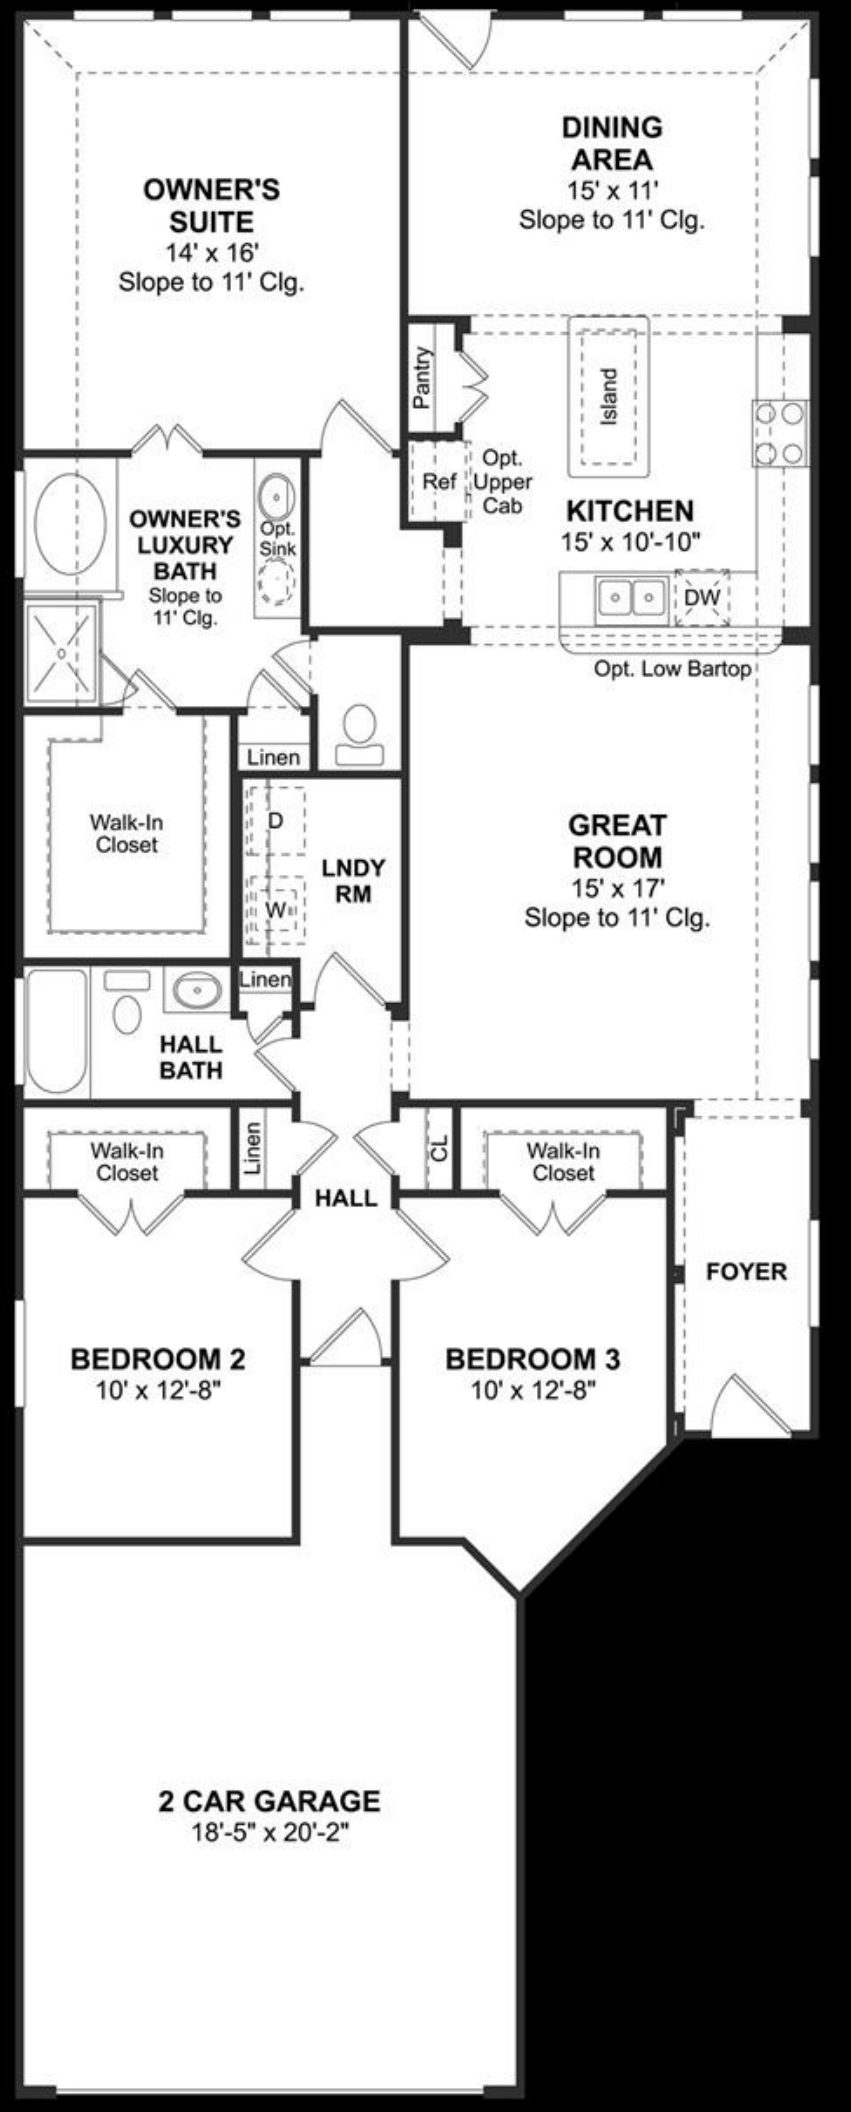 OWNER'S
SUITE
14' x 16'
Slope to 11' Clg.
DINING
AREA
15' x 11'
Slope to 11' Clg.
Pantry
Island
Ref
Opt.
Upper
Cab
KITCHEN
15' x 10'-10"
DW
Opt. Low Bartop
OWNER'S
LUXURY
BATH
Slope to
11' Clg.
Opt.
Sink
Linen
Walk-In
Closet
D
W
LNDY
RM
GREAT
ROOM
15' x 17'
Slope to 11' Clg.
Linen
HALL
BATH
Walk-In
Closet
Linen
CL
Walk-In
Closet
HALL
FOYER
BEDROOM 2
10' x 12'-8"
BEDROOM 3
10' x 12'-8"
2 CAR GARAGE
18'-5" x 20'-2"